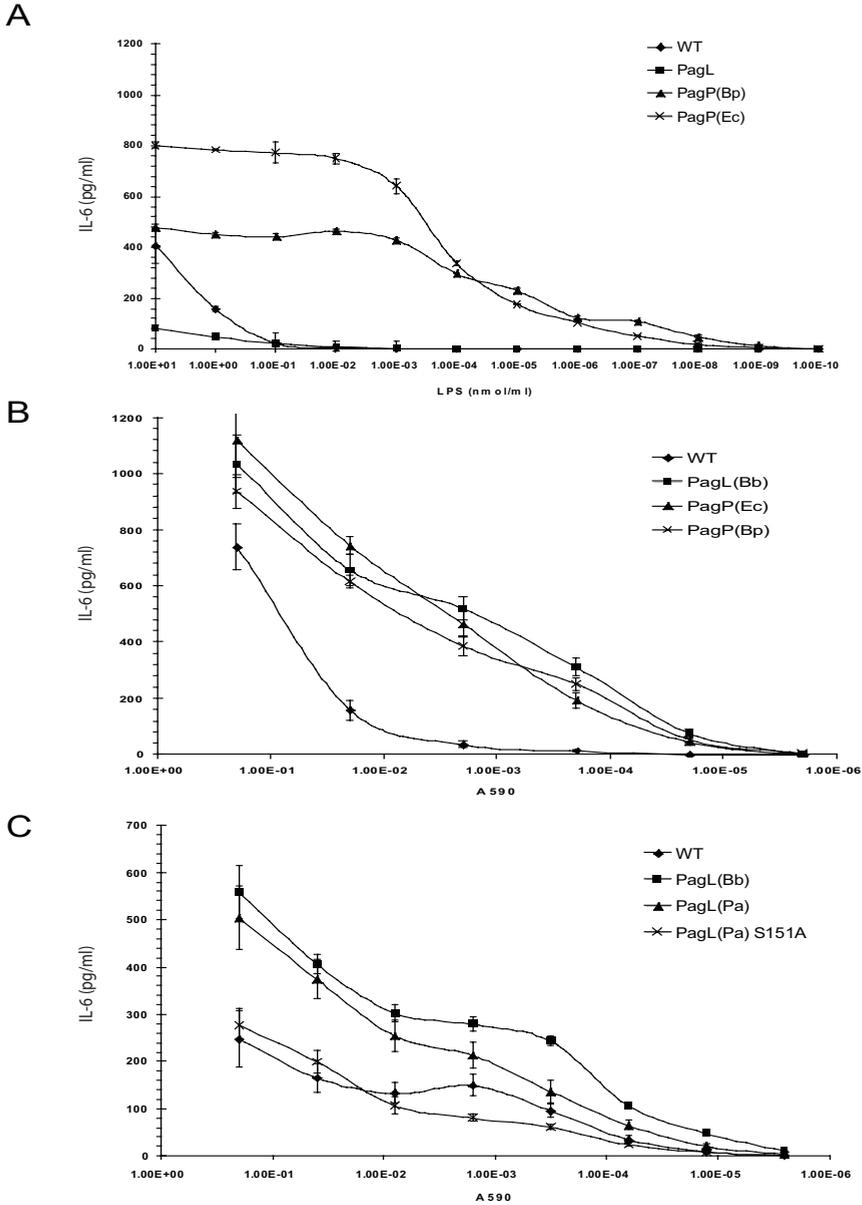 A
1200
1000
800
600
400
200
0
IL-6 (pg/ml)
WT
PagL
PagP(Bp)
PagP(Ec)
1.00E+01 1.00E+00 1.00E-01 1.00E-02 1.00E-03 1.00E-04 1.00E-05 1.00E-06 1.00E-07 1.00E-08 1.00E-09 1.00E-10
LPS (nmol/ml)
B
1200
1000
800
600
400
200
0
IL-6 (pg/ml)
WT
PagL(Bb)
PagP(Ec)
PagP(Bp)
1.00E+00 1.00E-01 1.00E-02 1.00E-03 1.00E-04 1.00E-05 1.00E-06
A590
C
700
600
500
400
300
200
100
0
IL-6 (pg/ml)
WT
PagL(Bb)
PagL(Pa)
PagL(Pa) S151A
1.00E+00 1.00E-01 1.00E-02 1.00E-03 1.00E-04 1.00E-05 1.00E-06
A590